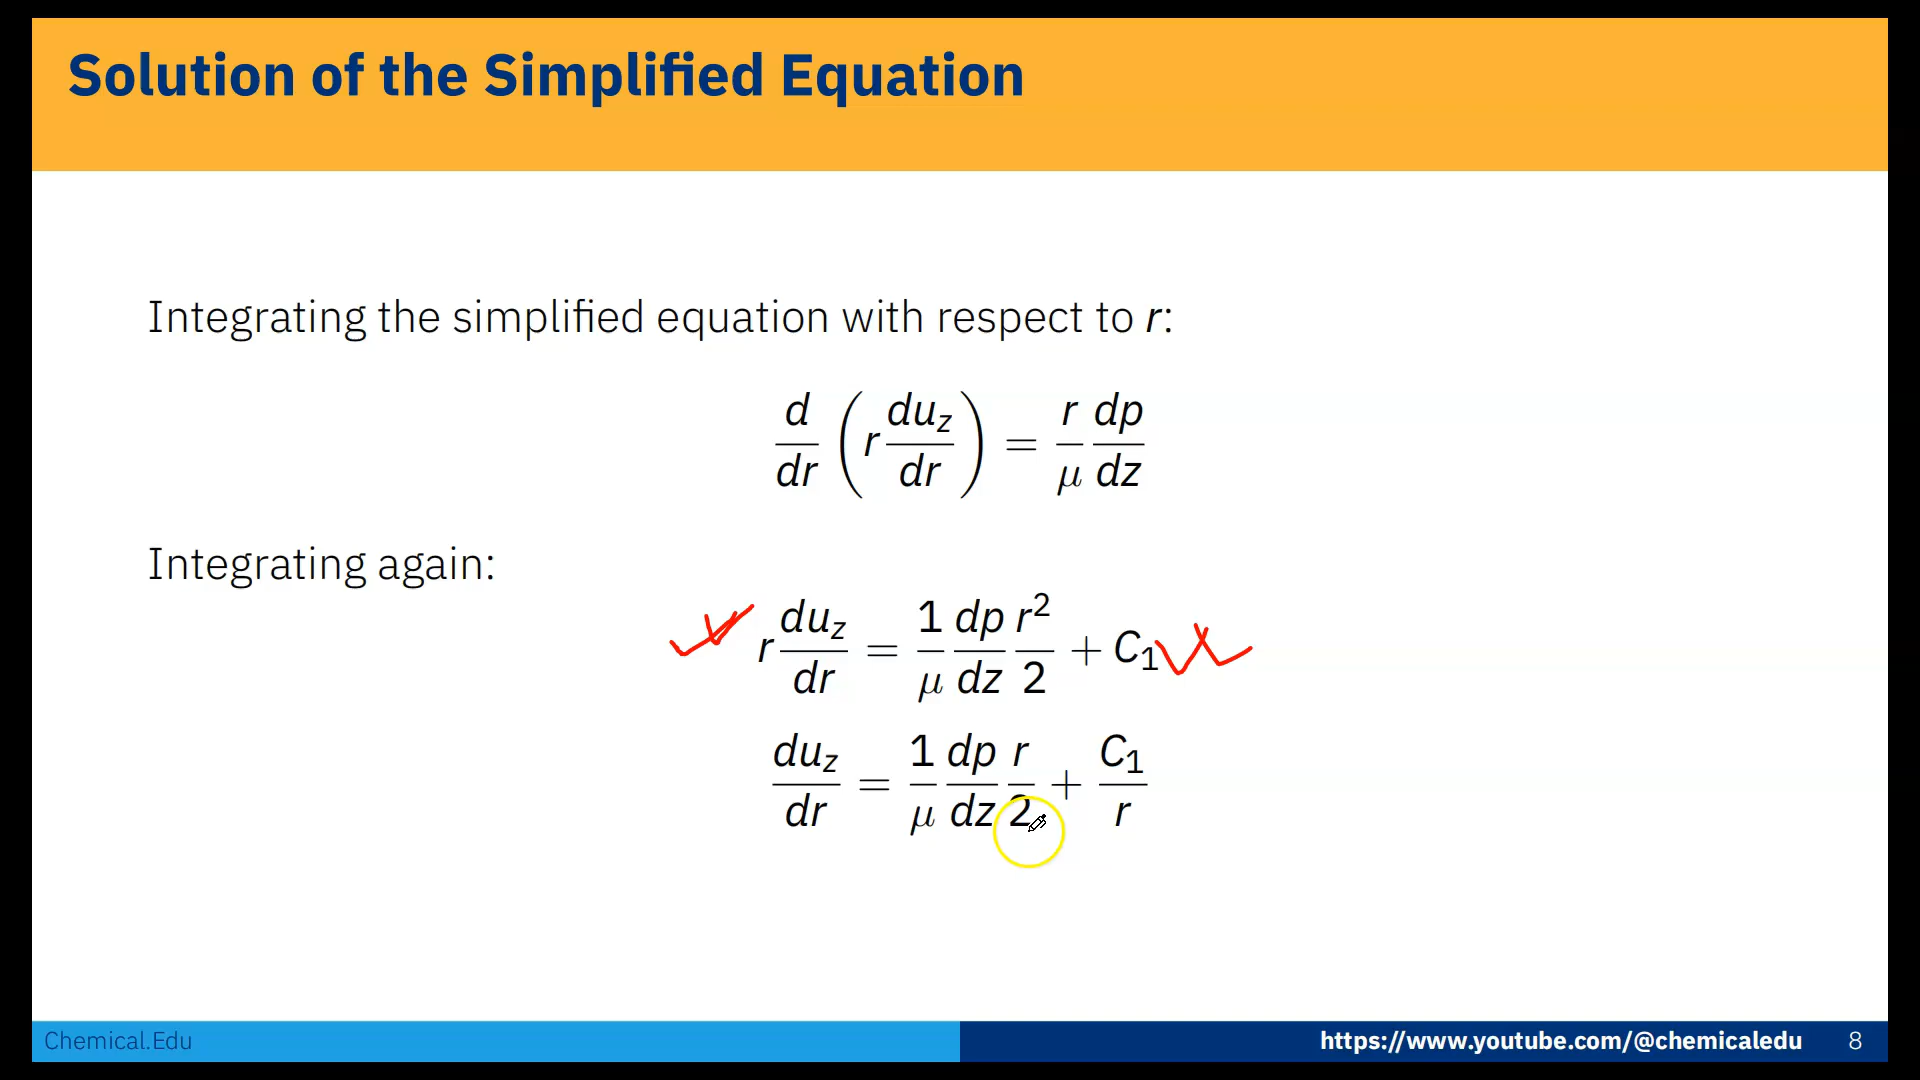 Solution of the Simplified Equation
Integrating the simplified equation with respect to r:
d/dr (r du_z/dr) = r/μ dp/dz
Integrating again:
r du_z/dr = 1/μ dp/dz r²/2 + C₁
du_z/dr = 1/μ dp/dz r/2 + C₁/r
Chemical.Edu
https://www.youtube.com/@chemicaledu 8